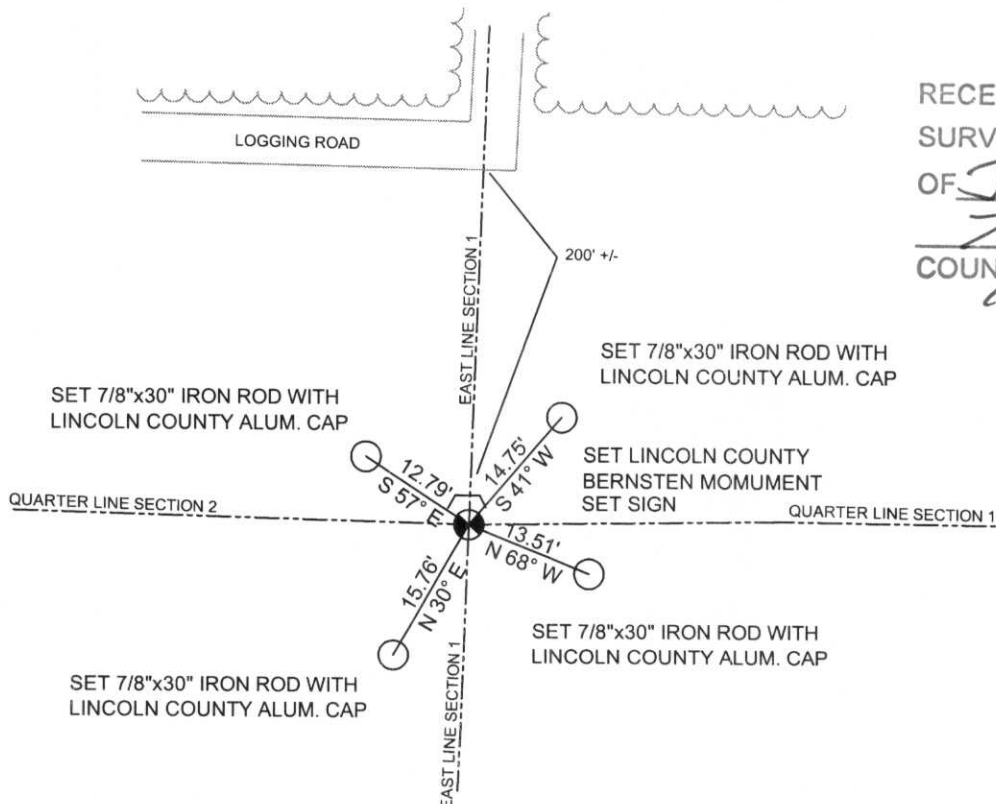 RECE
SURV
OF
COUN
LOGGING ROAD
200' +/-
EAST LINE SECTION 1
SET 7/8"x30" IRON ROD WITH
LINCOLN COUNTY ALUM. CAP
SET 7/8"x30" IRON ROD WITH
LINCOLN COUNTY ALUM. CAP
12.79'
S 57° E
14.75'
S 41° W
SET LINCOLN COUNTY
BERNSTEN MOMUMENT
SET SIGN
QUARTER LINE SECTION 2
QUARTER LINE SECTION 1
13.51'
N 68° W
15.76'
N 30° E
SET 7/8"x30" IRON ROD WITH
LINCOLN COUNTY ALUM. CAP
SET 7/8"x30" IRON ROD WITH
LINCOLN COUNTY ALUM. CAP
EAST LINE SECTION 1